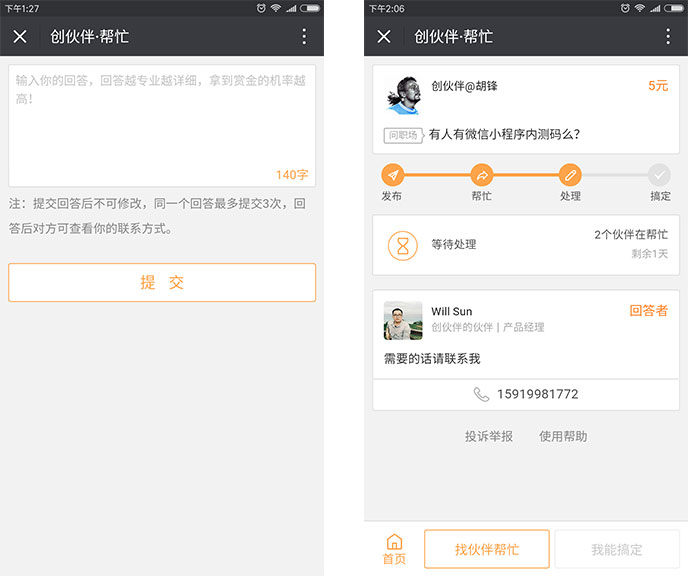 下午1:27
创伙伴·帮忙
输入你的回答，回答越专业越详细，拿到赏金的机率越
高！
140字
注：提交回答后不可修改，同一个回答最多提交3次，回
答后对方可查看你的联系方式。
提 交
下午2:06
创伙伴·帮忙
创伙伴@胡锋
5元
问职场
有人有微信小程序内测码么？
发布
帮忙
处理
搞定
等待处理
2个伙伴在帮忙
剩余1天
Will Sun
回答者
创伙伴的伙伴 | 产品经理
需要的话请联系我
15919981772
投诉举报
使用帮助
首页
找伙伴帮忙
我能搞定